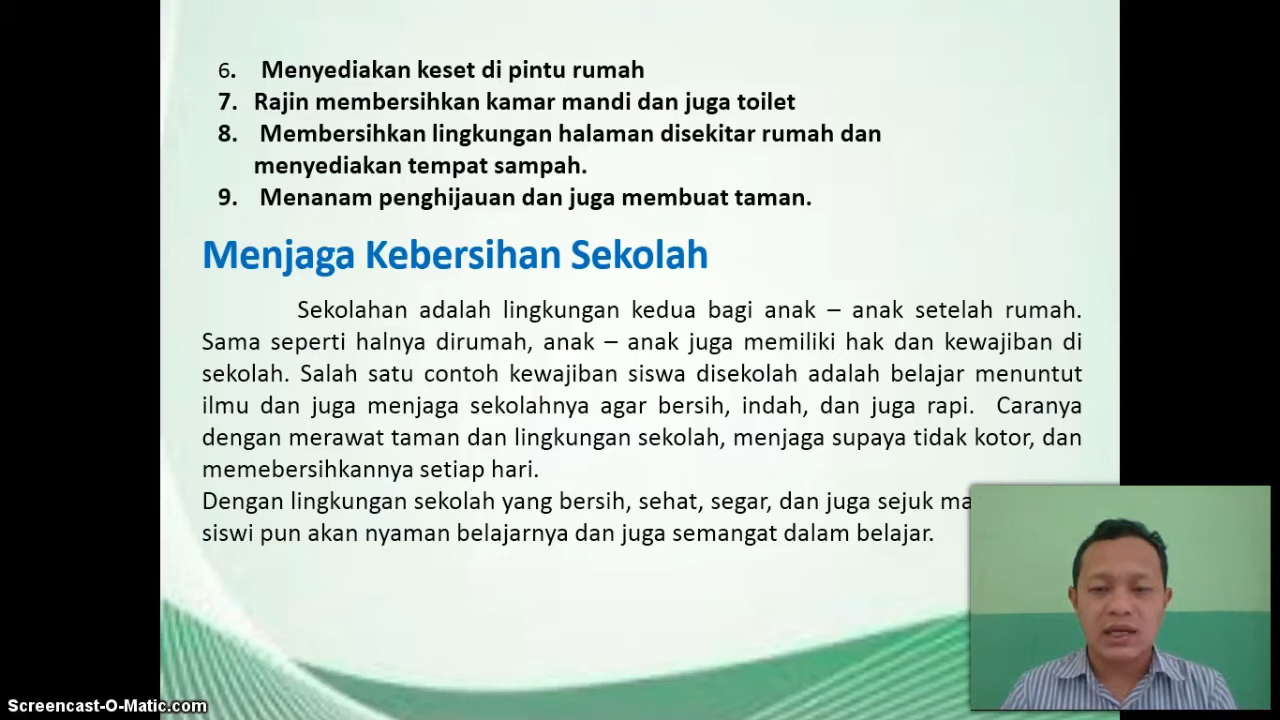 6. Menyediakan keset di pintu rumah
7. Rajin membersihkan kamar mandi dan juga toilet
8. Membersihkan lingkungan halaman disekitar rumah dan
menyediakan tempat sampah.
9. Menanam penghijauan dan juga membuat taman.
Menjaga Kebersihan Sekolah
Sekolahan adalah lingkungan kedua bagi anak – anak setelah rumah.
Sama seperti halnya dirumah, anak – anak juga memiliki hak dan kewajiban di
sekolah. Salah satu contoh kewajiban siswa disekolah adalah belajar menuntut
ilmu dan juga menjaga sekolahnya agar bersih, indah, dan juga rapi. Caranya
dengan merawat taman dan lingkungan sekolah, menjaga supaya tidak kotor, dan
memebersihkannya setiap hari.
Dengan lingkungan sekolah yang bersih, sehat, segar, dan juga sejuk
siswi pun akan nyaman belajarnya dan juga semangat dalam belajar.
Screencast-O-Matic.com